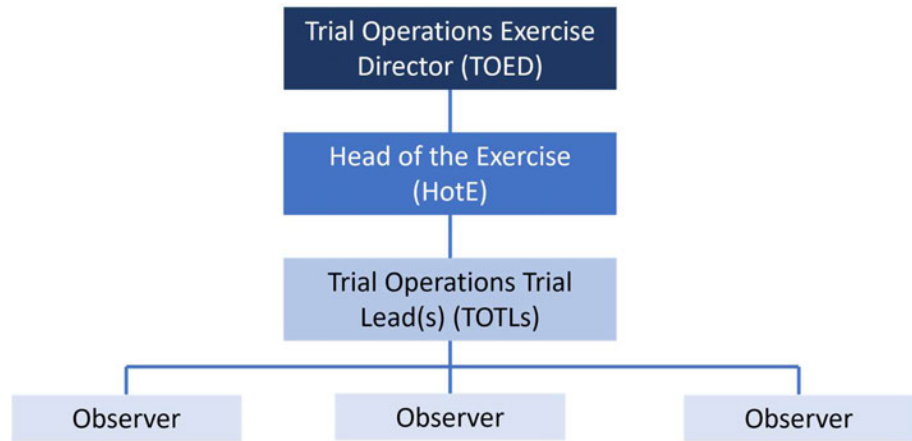 Trial Operations Exercise
Director (TOED)
Head of the Exercise
(HotE)
Trial Operations Trial
Lead(s) (TOTLs)
Observer
Observer
Observer